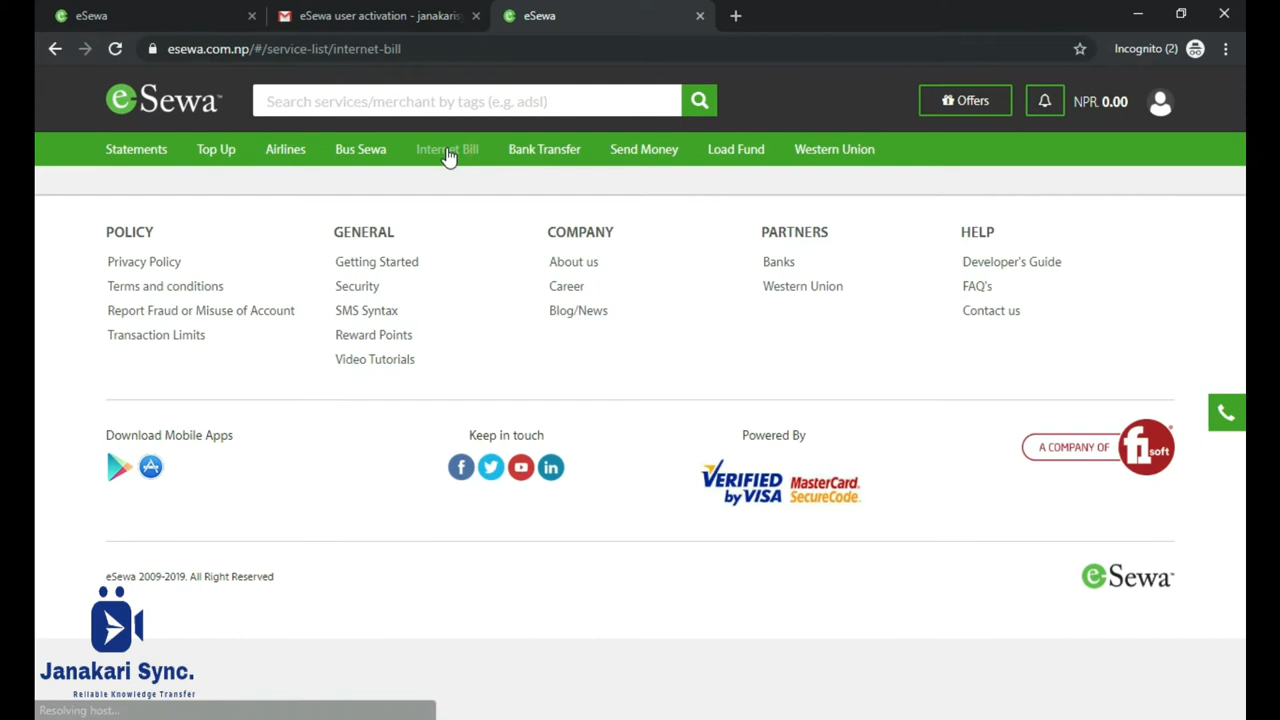 eSewa
eSewa user activation - janakaris
eSewa
esewa.com.np/#/service-list/internet-bill
Incognito (2)
eSewa™
Search services/merchant by tags (e.g. adsl)
Offers
NPR. 0.00
Statements
Top Up
Airlines
Bus Sewa
Internet Bill
Bank Transfer
Send Money
Load Fund
Western Union
POLICY
Privacy Policy
Terms and conditions
Report Fraud or Misuse of Account
Transaction Limits
GENERAL
Getting Started
Security
SMS Syntax
Reward Points
Video Tutorials
COMPANY
About us
Career
Blog/News
PARTNERS
Banks
Western Union
HELP
Developer's Guide
FAQ's
Contact us
Download Mobile Apps
Keep in touch
Powered By
VERIFIED
by VISA
MasterCard.
SecureCode.
A COMPANY OF
f1soft
eSewa 2009-2019. All Right Reserved
eSewa™
Janakari Sync.
Reliable Knowledge Transfer
Resolving host...